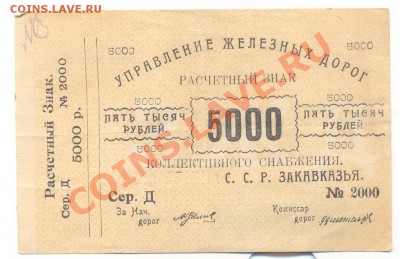 COINS.SU.RU
5000 5000
УПРАВЛЕНИЕ ЖЕЛЕЗНЫХ ДОРОГ
РАСЧЕТНЫЙ ЗНАК
5000 5000
ПЯТЬ ТЫСЯЧ РУБЛЕЙ.
5000
ПЯТЬ ТЫСЯЧ РУБЛЕЙ.
5000 5000
КОЛЛЕКТИВНОГО СНАБЖЕНИЯ.
С. С. Р. ЗАКАВКАЗЬЯ.
Сер. Д № 2000
За Нач. дорог
Комиссар дорог
Расчетный Знак.
Сер. Д 5000 р. № 2000
COINS.SU.RU